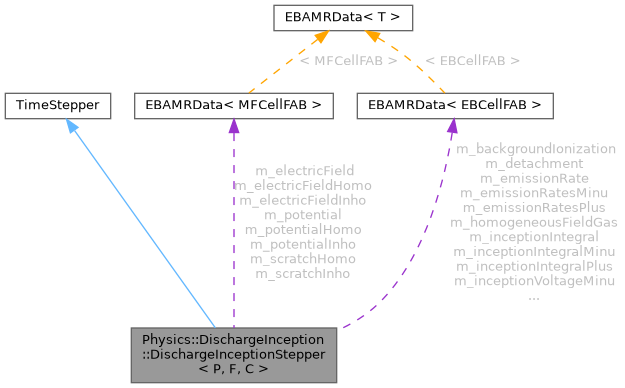 EBAMRData< T >
< MFCellFAB >
< EBCellFAB >
TimeStepper
EBAMRData< MFCellFAB >
EBAMRData< EBCellFAB >
m_electricField
m_electricFieldHomo
m_electricFieldInho
m_potential
m_potentialHomo
m_potentialInho
m_scratchHomo
m_scratchInho
m_backgroundIonization
m_detachment
m_emissionRate
m_emissionRatesMinu
m_emissionRatesPlus
m_homogeneousFieldGas
m_inceptionIntegral
m_inceptionIntegralMinu
m_inceptionIntegralPlus
m_inceptionVoltageMinu
...
Physics::DischargeInception
::DischargeInceptionStepper
< P, F, C >